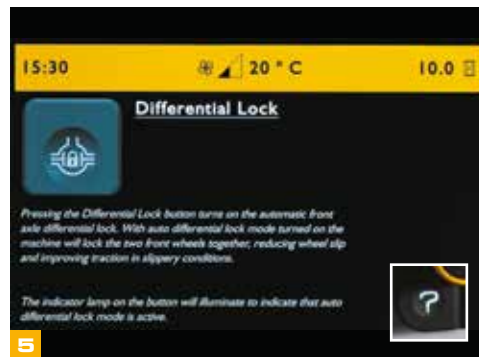 15:30 20 ° C 10.0
Differential Lock
Pressing the Differential Lock button turns on the automatic front
axle differential lock. With auto differential lock mode turned on the
machine will lock the two front wheels together, reducing wheel slip
and improving traction in slippery conditions.
The indicator lamp on the button will illuminate to indicate that auto
differential lock mode is active.
?
5